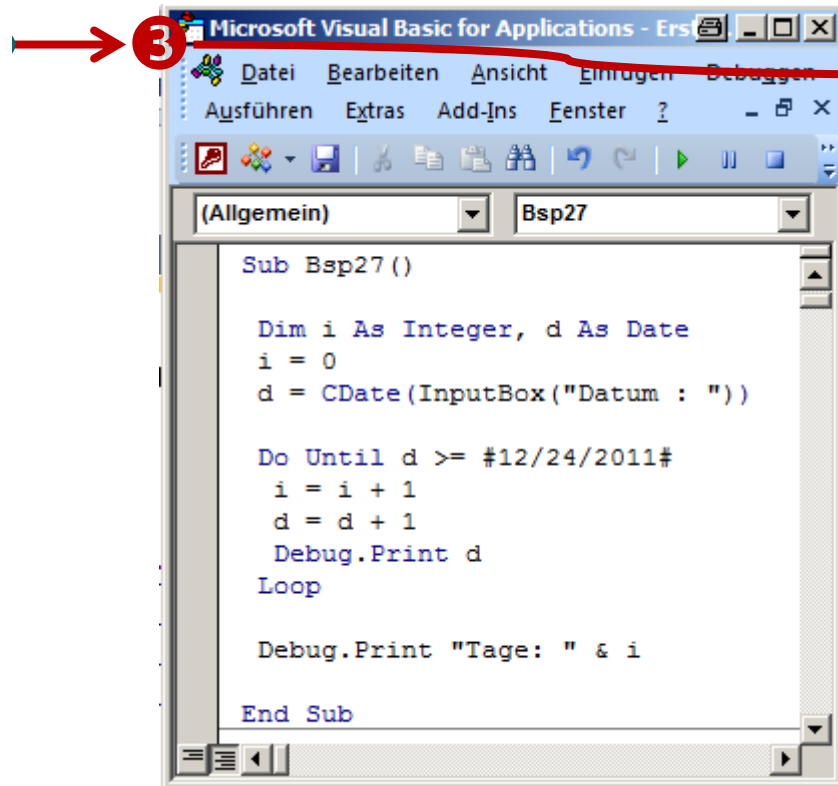 3
Microsoft Visual Basic for Applications - Erst
Datei Bearbeiten Ansicht Einfügen Debuggen
Ausführen Extras Add-Ins Fenster ?
(Allgemein) Bsp27
Sub Bsp27()
Dim i As Integer, d As Date
i = 0
d = CDate(InputBox("Datum : "))
Do Until d >= #12/24/2011#
i = i + 1
d = d + 1
Debug.Print d
Loop
Debug.Print "Tage: " & i
End Sub